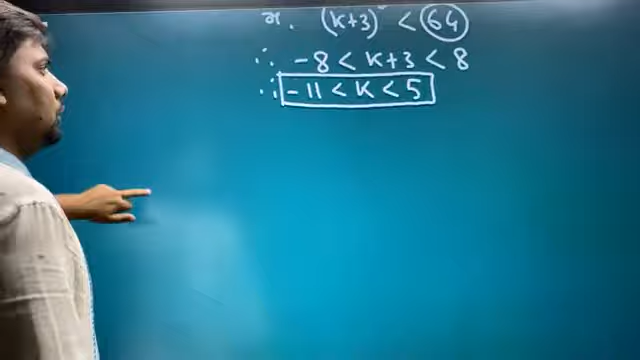 (k+3)² < 64
∴ -8 < k+3 < 8
∴ -11 < k < 5